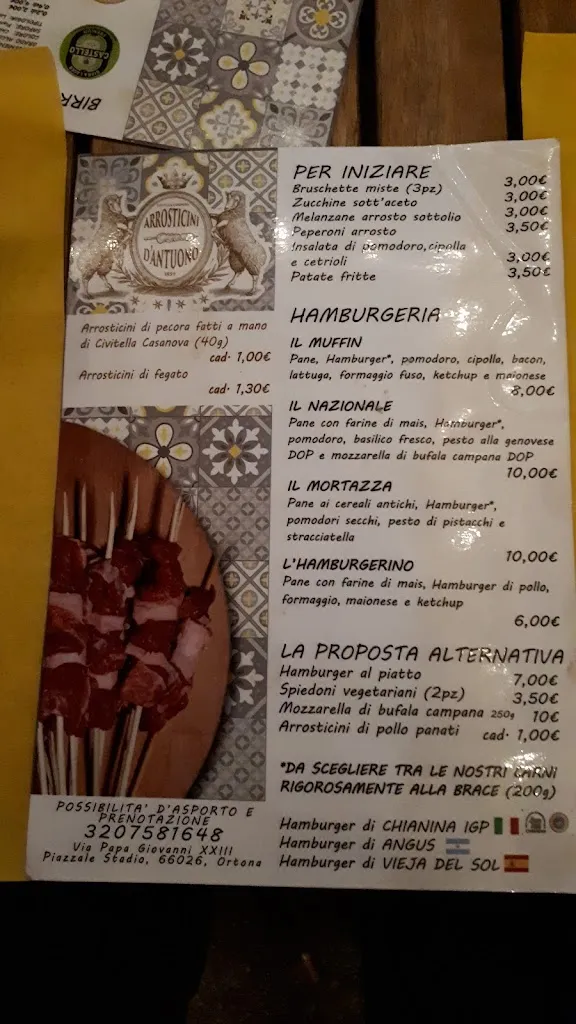 BIRR
CASTELLO
ARROSTICINI
D'ANTUONO
Arrosticini di pecora fatti a mano
di Civitella Casanova (40g)
cad. 1,00€
Arrosticini di fegato
cad. 1,30€
POSSIBILITA' D'ASPORTO E
PRENOTAZIONE
3207581648
Via Papa Giovanni XXIII
Piazzale Stadio, 66026, Ortona
PER INIZIARE
Bruschette miste (3pz) 3,00€
Zucchine sott'aceto 3,00€
Melanzane arrosto sottolio 3,00€
Peperoni arrosto 3,50€
Insalata di pomodoro,cipolla
e cetrioli 3,00€
Patate fritte 3,50€
HAMBURGERIA
IL MUFFIN
Pane, Hamburger*, pomodoro, cipolla, bacon,
lattuga, formaggio fuso, ketchup e maionese
8,00€
IL NAZIONALE
Pane con farine di mais, Hamburger*,
pomodoro, basilico fresco, pesto alla genovese
DOP e mozzarella di bufala campana DOP
10,00€
IL MORTAZZA
Pane ai cereali antichi, Hamburger*,
pomodori secchi, pesto di pistacchi e
stracciatella
10,00€
L'HAMBURGERINO
Pane con farine di mais, Hamburger di pollo,
formaggio, maionese e ketchup
6,00€
LA PROPOSTA ALTERNATIVA
Hamburger al piatto 7,00€
Spiedoni vegetariani (2pz) 3,50€
Mozzarella di bufala campana 250g 10€
Arrosticini di pollo panati cad. 1,00€
*DA SCEGLIERE TRA LE NOSTRE CARNI
RIGOROSAMENTE ALLA BRACE (200g)
Hamburger di CHIANINA IGP
Hamburger di ANGUS
Hamburger di VIEJA DEL SOL